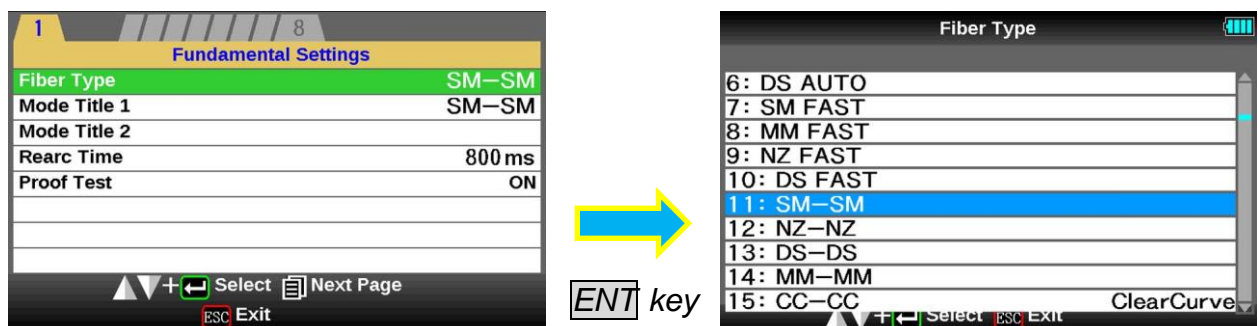 1 8
Fundamental Settings
Fiber Type SM−SM
Mode Title 1 SM−SM
Mode Title 2
Rearc Time 800 ms
Proof Test ON
+ Select Next Page
ESC Exit
ENT key
Fiber Type
6: DS AUTO
7: SM FAST
8: MM FAST
9: NZ FAST
10: DS FAST
11: SM−SM
12: NZ−NZ
13: DS−DS
14: MM−MM
15: CC−CC ClearCurve
+ Select ESC Exit